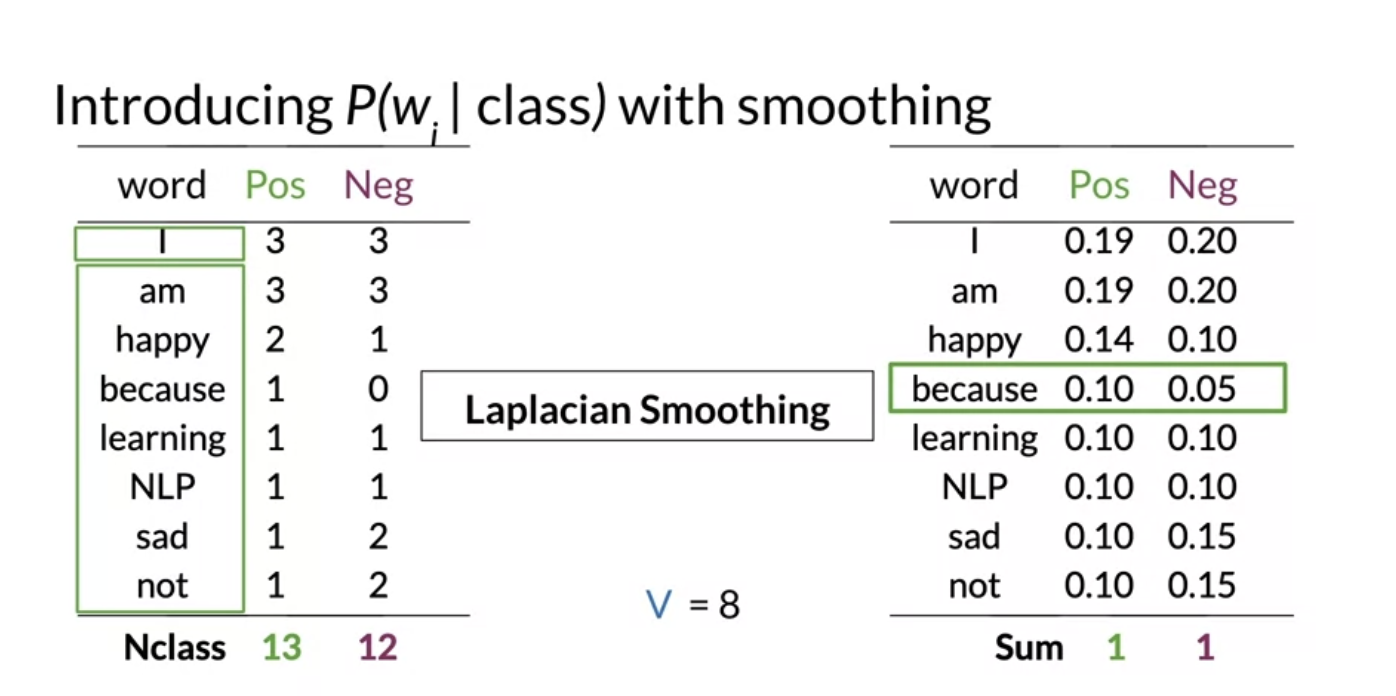 Introducing P(wi | class) with smoothing
word Pos Neg
I 3 3
am 3 3
happy 2 1
because 1 0
learning 1 1
NLP 1 1
sad 1 2
not 1 2
Nclass 13 12
Laplacian Smoothing
V = 8
word Pos Neg
I 0.19 0.20
am 0.19 0.20
happy 0.14 0.10
because 0.10 0.05
learning 0.10 0.10
NLP 0.10 0.10
sad 0.10 0.15
not 0.10 0.15
Sum 1 1